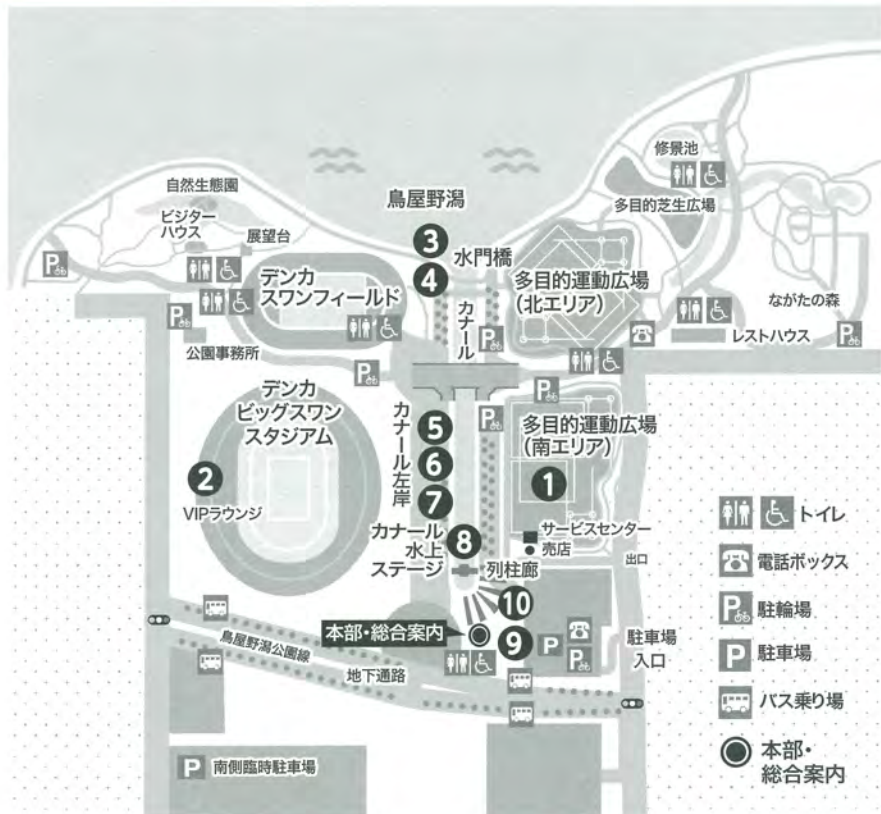 修景池
多目的芝生広場
自然生態園
ビジター
ハウス
展望台
鳥屋野潟
3
4
水門橋
デンカ
スワンフィールド
多目的運動広場
(北エリア)
ながたの森
カナール
レストハウス
公園事務所
デンカ
ビッグスワン
スタジアム
カナール左岸
5
6
7
多目的運動広場
(南エリア)
1
2
VIPラウンジ
カナール
水上
ステージ
8
サービスセンター
売店
出口
列柱廊
10
本部・総合案内
9
P
駐車場
入口
鳥屋野潟公園線
地下通路
P 南側臨時駐車場
トイレ
電話ボックス
P 駐輪場
P 駐車場
バス乗り場
本部・
総合案内